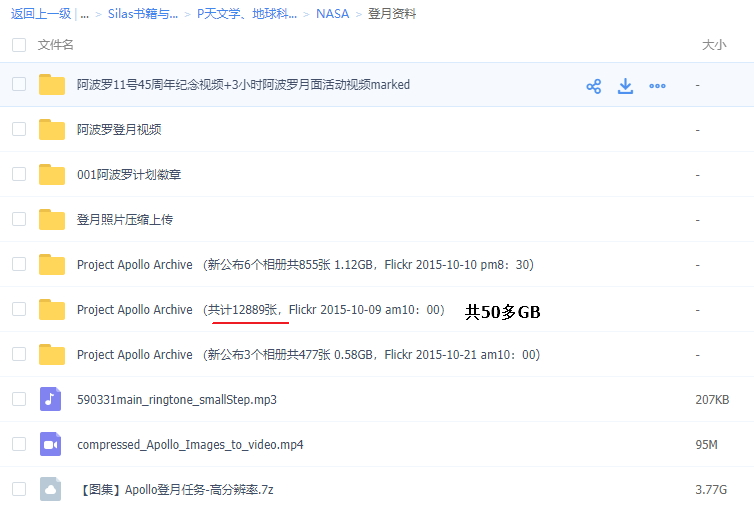 返回上一级 | ... > Silas书籍与... > P天文学、地球科... > NASA > 登月资料
文件名 大小
阿波罗11号45周年纪念视频+3小时阿波罗月面活动视频marked -
阿波罗登月视频 -
001阿波罗计划徽章 -
登月照片压缩上传 -
Project Apollo Archive （新公布6个相册共855张 1.12GB，Flickr 2015-10-10 pm8：30） -
Project Apollo Archive （共计12889张，Flickr 2015-10-09 am10：00） 共50多GB -
Project Apollo Archive （新公布3个相册共477张 0.58GB，Flickr 2015-10-21 am10：00） -
590331main_ringtone_smallStep.mp3 207KB
compressed_Apollo_Images_to_video.mp4 95M
【图集】Apollo登月任务-高分辨率.7z 3.77G